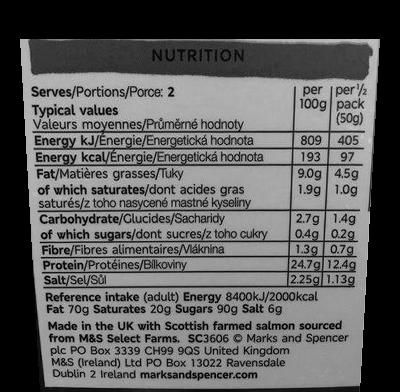 NUTRITION
Serves/Portions/Porce: 2
per 100g
per ½ pack (50g)
Typical values
Valeurs moyennes/Průměrné hodnoty
Energy kJ/Énergie/Energetická hodnota 809 405
Energy kcal/Énergie/Energetická hodnota 193 97
Fat/Matières grasses/Tuky 9.0g 4.5g
of which saturates/dont acides gras 1.9g 1.0g
saturés/z toho nasycené mastné kyseliny
Carbohydrate/Glucides/Sacharidy 2.7g 1.4g
of which sugars/dont sucres/z toho cukry 0.4g 0.2g
Fibre/Fibres alimentaires/Vláknina 1.3g 0.7g
Protein/Protéines/Bílkoviny 24.7g 12.4g
Salt/Sel/Sůl 2.25g 1.13g
Reference intake (adult) Energy 8400kJ/2000kcal
Fat 70g Saturates 20g Sugars 90g Salt 6g
Made in the UK with Scottish farmed salmon sourced
from M&S Select Farms. SC3606 © Marks and Spencer
plc PO Box 3339 CH99 9QS United Kingdom
M&S (Ireland) Ltd PO Box 13022 Ravensdale
Dublin 2 Ireland marksandspencer.com